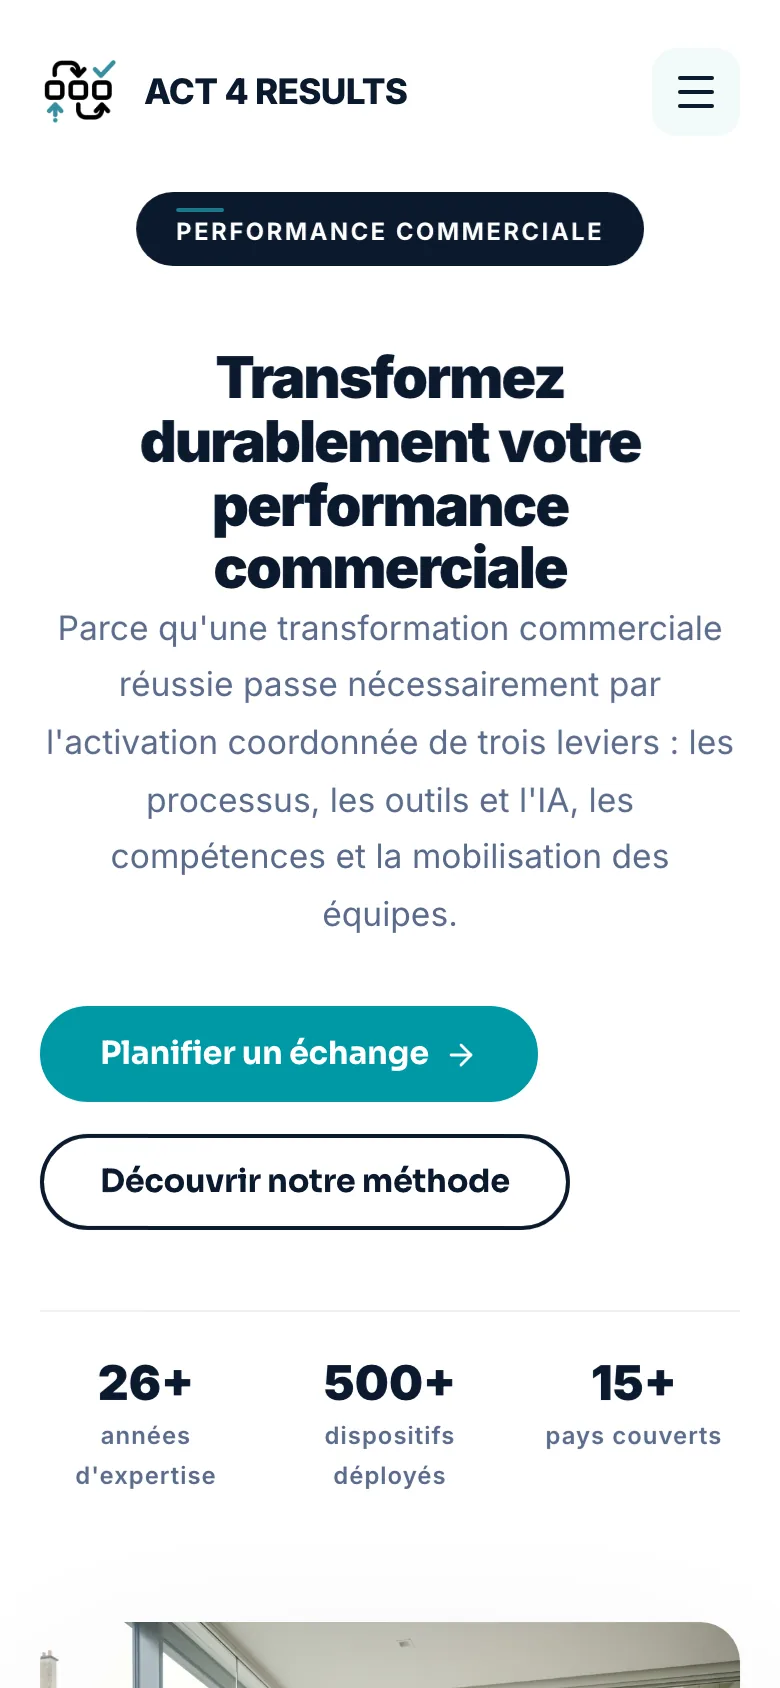 ACT 4 RESULTS
PERFORMANCE COMMERCIALE
Transformez
durablement votre
performance
commerciale
Parce qu'une transformation commerciale
réussie passe nécessairement par
l'activation coordonnée de trois leviers : les
processus, les outils et l'IA, les
compétences et la mobilisation des
équipes.
Planifier un échange →
Découvrir notre méthode
26+
années
d'expertise
500+
dispositifs
déployés
15+
pays couverts